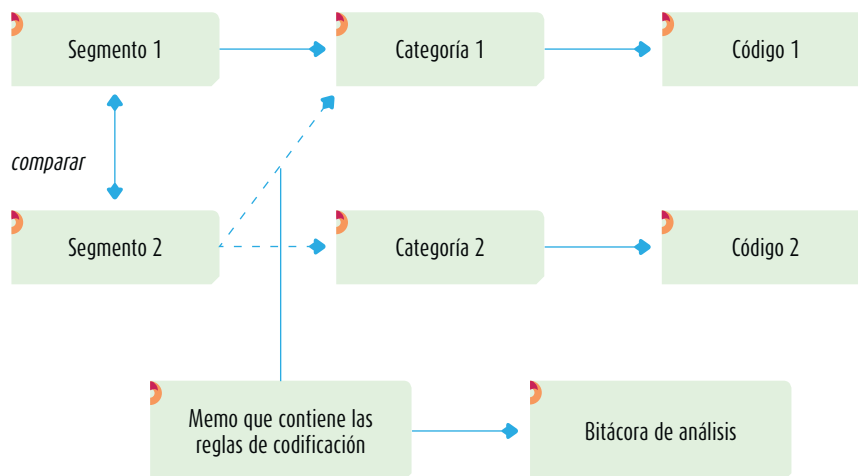 Segmento 1
Categoría 1
Código 1
comparar
Segmento 2
Categoría 2
Código 2
Memo que contiene las
reglas de codificación
Bitácora de análisis